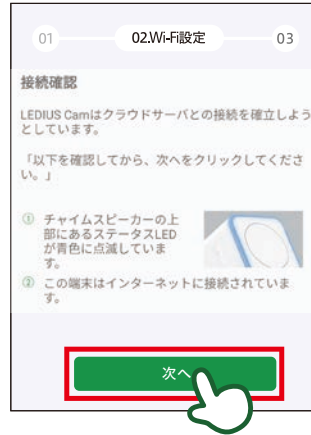 01 02.Wi-Fi設定 03
接続確認
LEDIUS Camはクラウドサーバとの接続を確立しよう
としています。
「以下を確認してから、次へをクリックしてくださ
い。」
① チャイムスピーカーの上
部にあるステータスLED
が青色に点滅していま
す。
② この端末はインターネットに接続されていま
す。
次へ